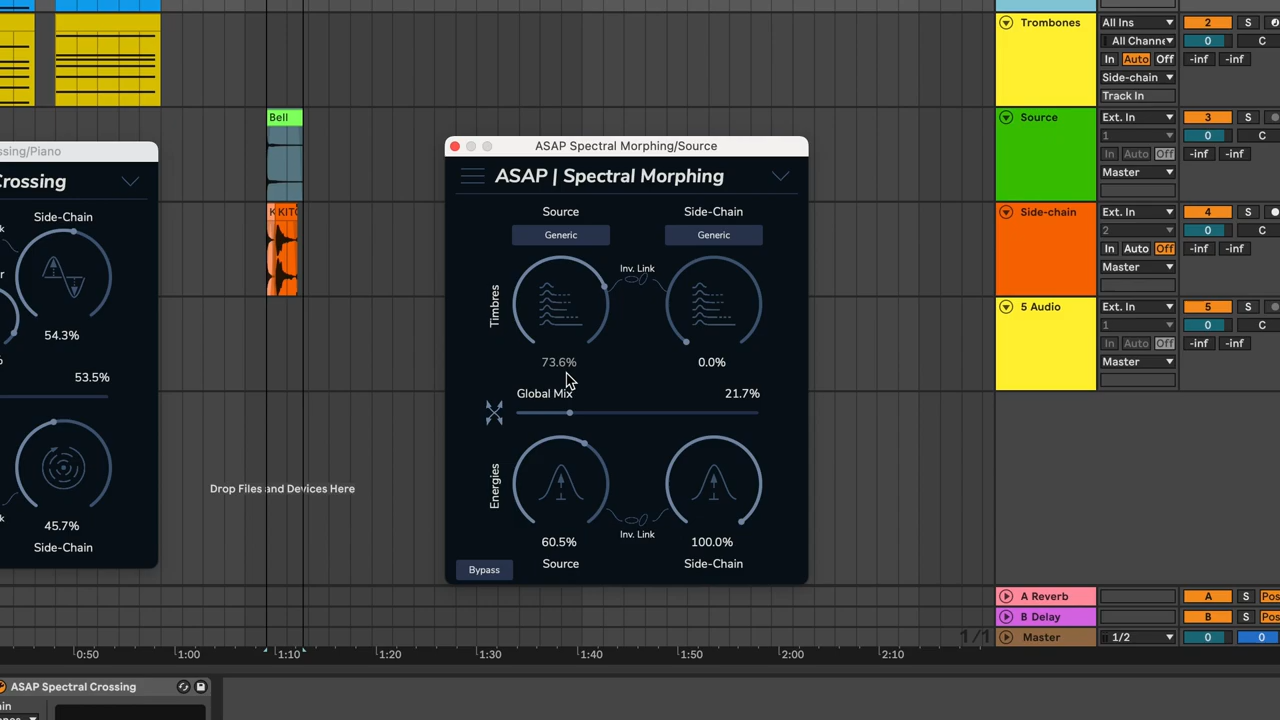 Trombones
All Ins
2
S
All Channe
0
C
In
Auto
Off
-inf
-inf
Side-chain
Track In
Bell
Source
Ext. In
3
S
1
0
C
In
Auto
Off
-inf
-inf
Master
ssing/Piano
Crossing
Side-Chain
54.3%
53.5%
45.7%
Side-Chain
K
KITC
ASAP Spectral Morphing/Source
ASAP | Spectral Morphing
Source
Side-Chain
Generic
Generic
Inv. Link
Timbres
73.6%
0.0%
Global Mix
21.7%
Energies
Inv. Link
60.5%
100.0%
Bypass
Source
Side-Chain
Side-chain
Ext. In
4
S
2
0
C
In
Auto
Off
-inf
-inf
Master
5 Audio
Ext. In
5
S
1
0
C
In
Auto
Off
-inf
-inf
Master
Drop Files and Devices Here
A Reverb
A
S
Pos
B Delay
B
S
Pos
1/1
Master
1/2
0
0
0:50
1:00
1:10
1:20
1:30
1:40
1:50
2:00
2:10
ASAP Spectral Crossing